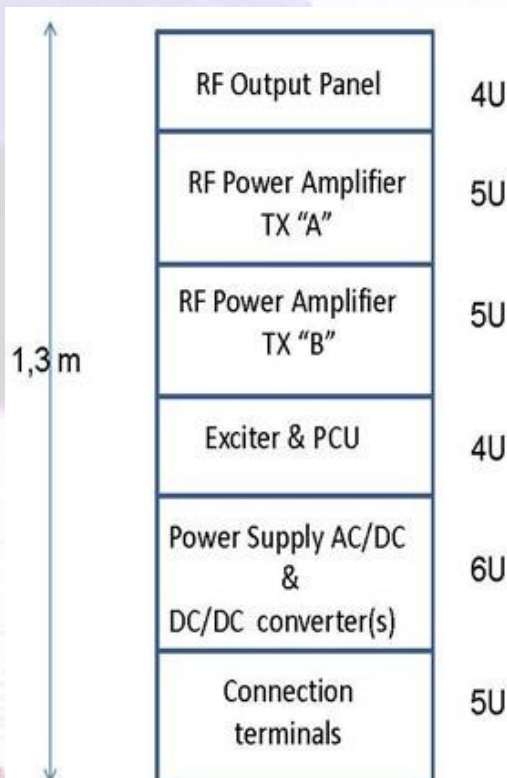 RF Output Panel
4U
RF Power Amplifier
TX “A”
5U
RF Power Amplifier
TX “B”
5U
1,3 m
Exciter & PCU
4U
Power Supply AC/DC
&
DC/DC converter(s)
6U
Connection
terminals
5U